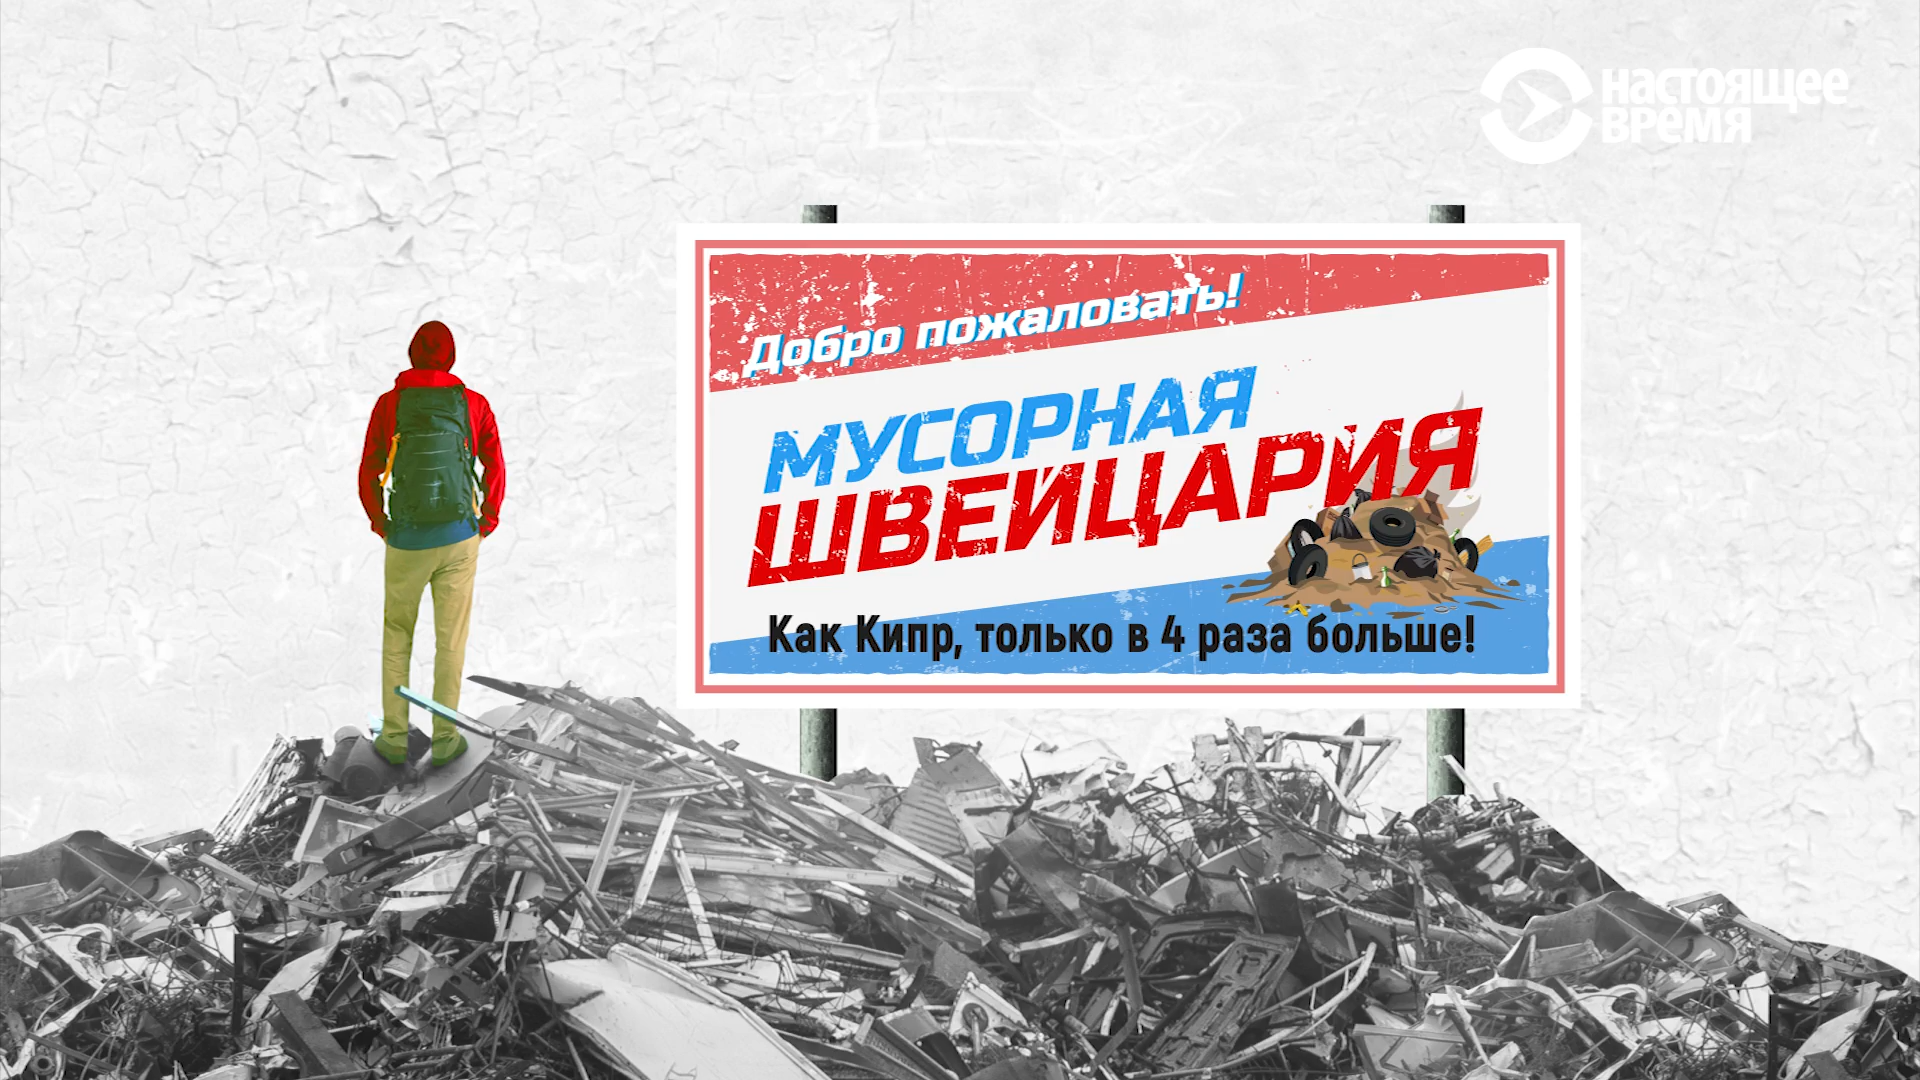 настоящее
время
Добро пожаловать!
МУСОРНАЯ
ШВЕЙЦАРИЯ
Как Кипр, только в 4 раза больше!